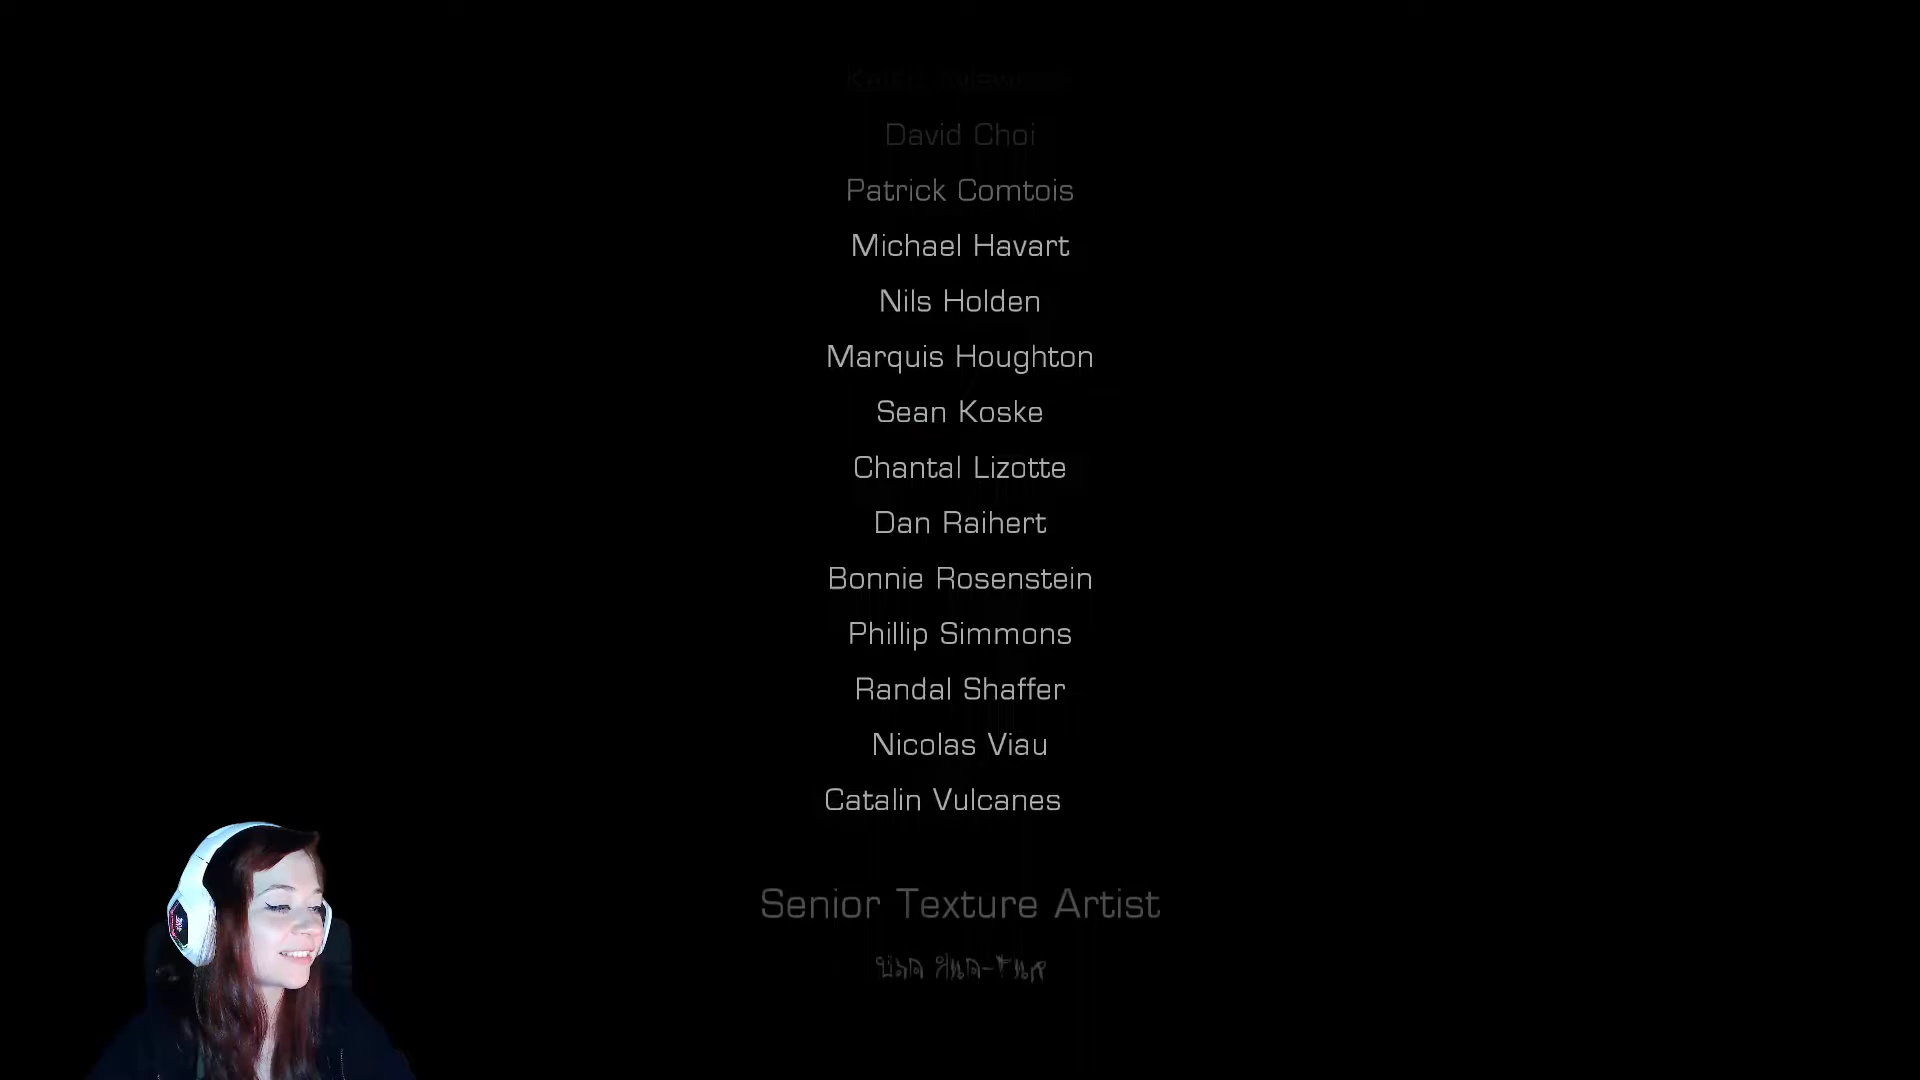 David Choi
Patrick Comtois
Michael Havart
Nils Holden
Marquis Houghton
Sean Koske
Chantal Lizotte
Dan Raihert
Bonnie Rosenstein
Phillip Simmons
Randal Shaffer
Nicolas Viau
Catalin Vulcanes
Senior Texture Artist